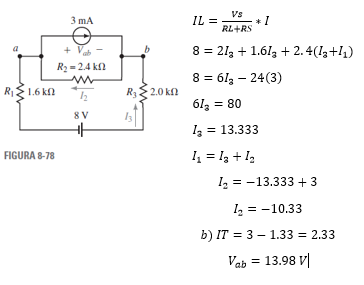 3 mA
a
+ Vab −
b
R2 = 2.4 kΩ
R1
1.6 kΩ
I2
R3
2.0 kΩ
I3
8 V
FIGURA 8-78
IL = Vs / RL+RS * I
8 = 2I₃ + 1.6I₃ + 2.4(I₃+I₁)
8 = 6I₃ − 24(3)
6I₃ = 80
I₃ = 13.333
I₁ = I₃ + I₂
I₂ = −13.333 + 3
I₂ = −10.33
b) IT = 3 − 1.33 = 2.33
Vab = 13.98 V